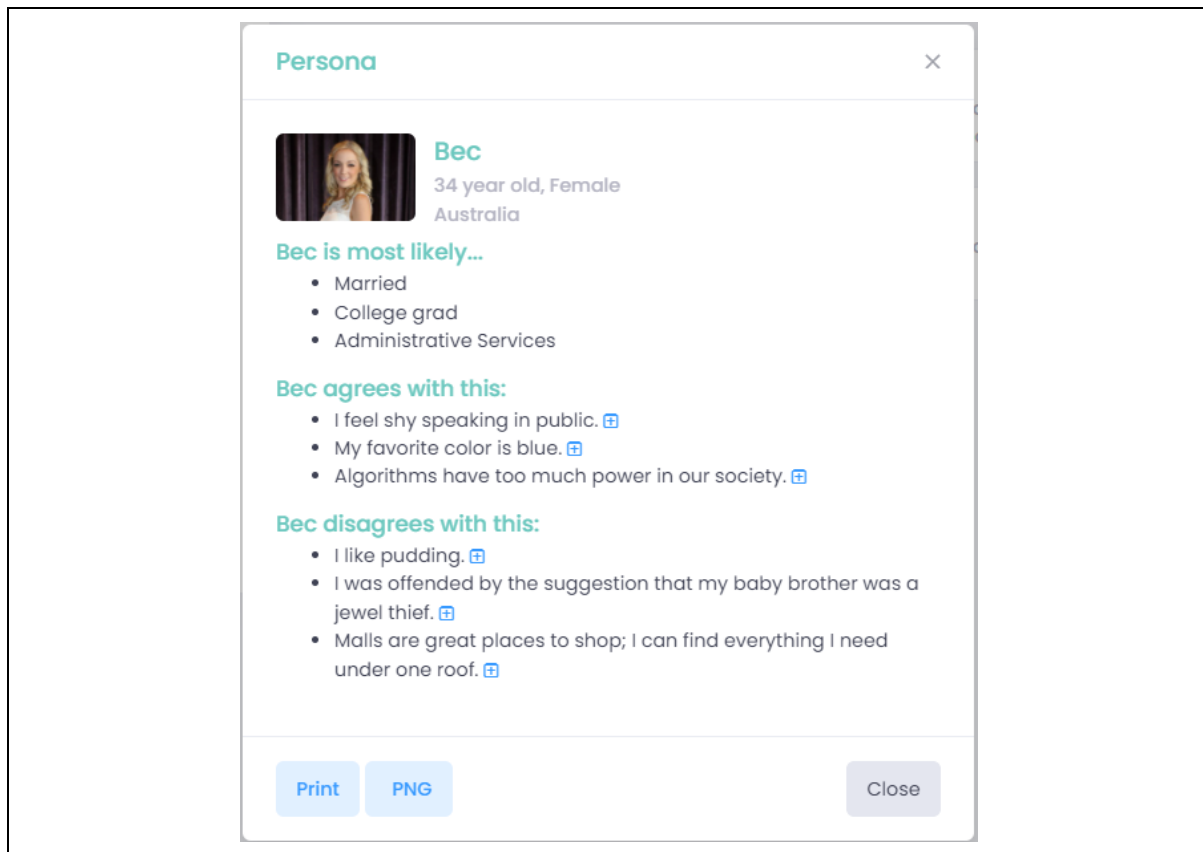 Persona
Bec
34 year old, Female
Australia
Bec is most likely...
• Married
• College grad
• Administrative Services
Bec agrees with this:
• I feel shy speaking in public.
• My favorite color is blue.
• Algorithms have too much power in our society.
Bec disagrees with this:
• I like pudding.
• I was offended by the suggestion that my baby brother was a
jewel thief.
• Malls are great places to shop; I can find everything I need
under one roof.
Print PNG Close